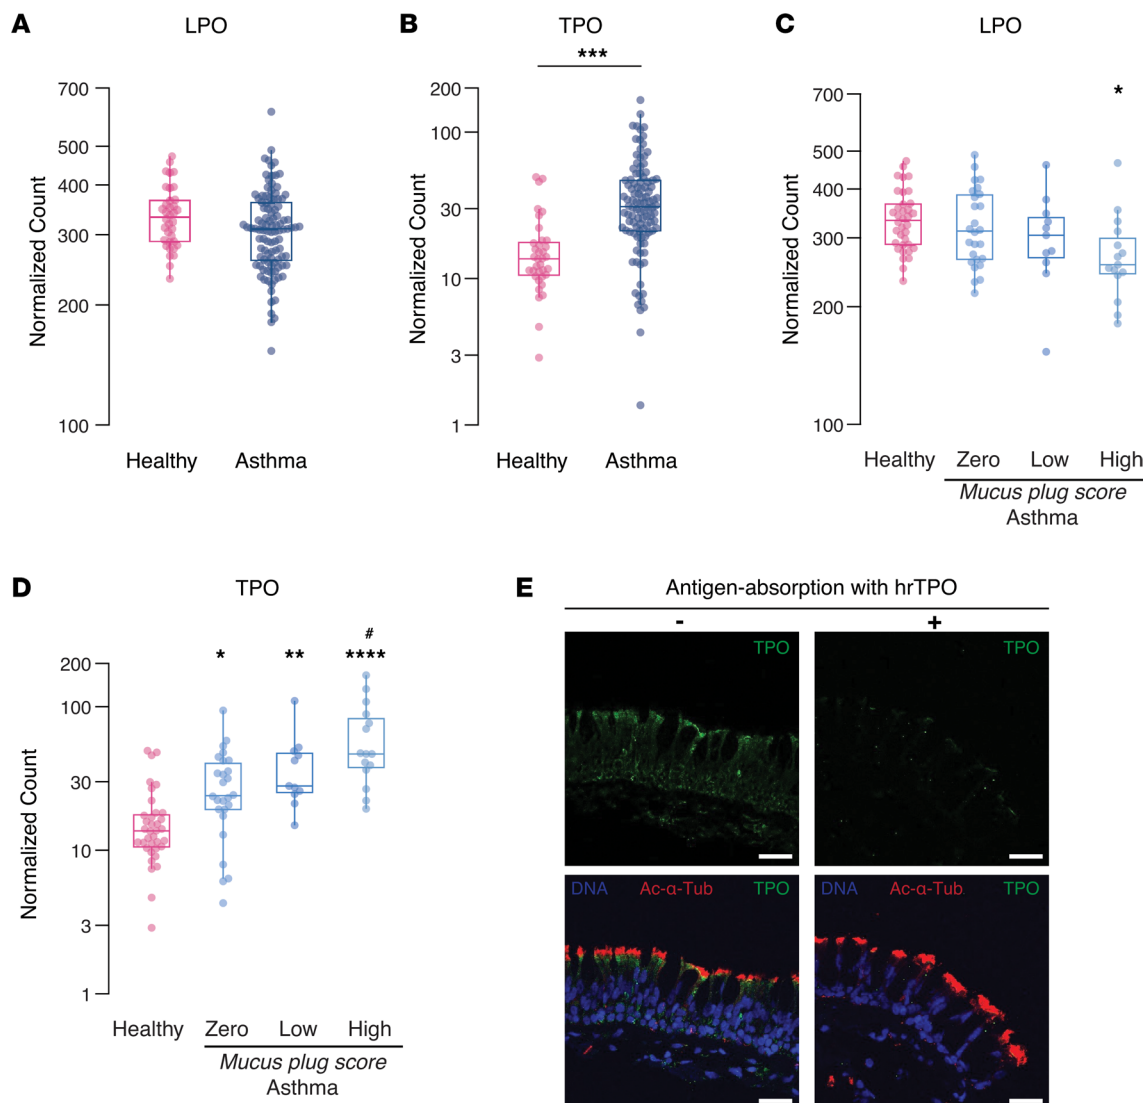 A
LPO
Normalized Count
700
500
400
300
200
100
Healthy
Asthma
B
TPO
***
Normalized Count
200
100
30
10
3
1
Healthy
Asthma
C
LPO
*
Normalized Count
700
500
400
300
200
100
Healthy
Zero
Low
High
Mucus plug score
Asthma
D
TPO
#
* ** ****
Normalized Count
200
100
30
10
3
1
Healthy
Zero
Low
High
Mucus plug score
Asthma
E
Antigen-absorption with hrTPO
- +
TPO
TPO
DNA Ac-α-Tub TPO
DNA Ac-α-Tub TPO